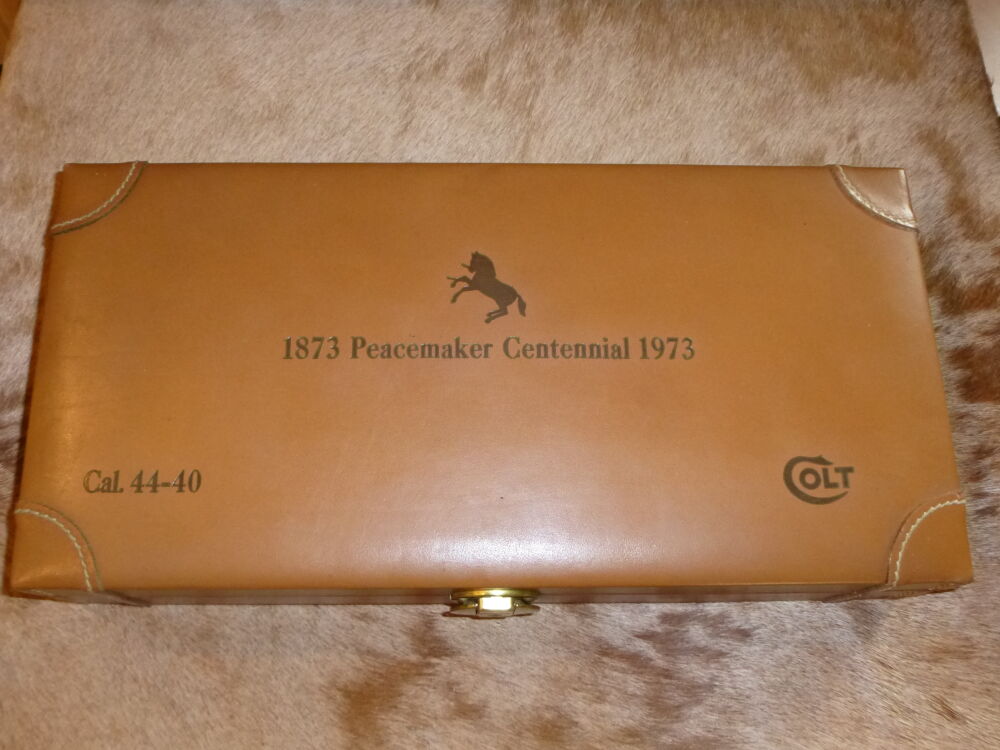 1873 Peacemaker Centennial 1973
Cal. 44-40
COLT